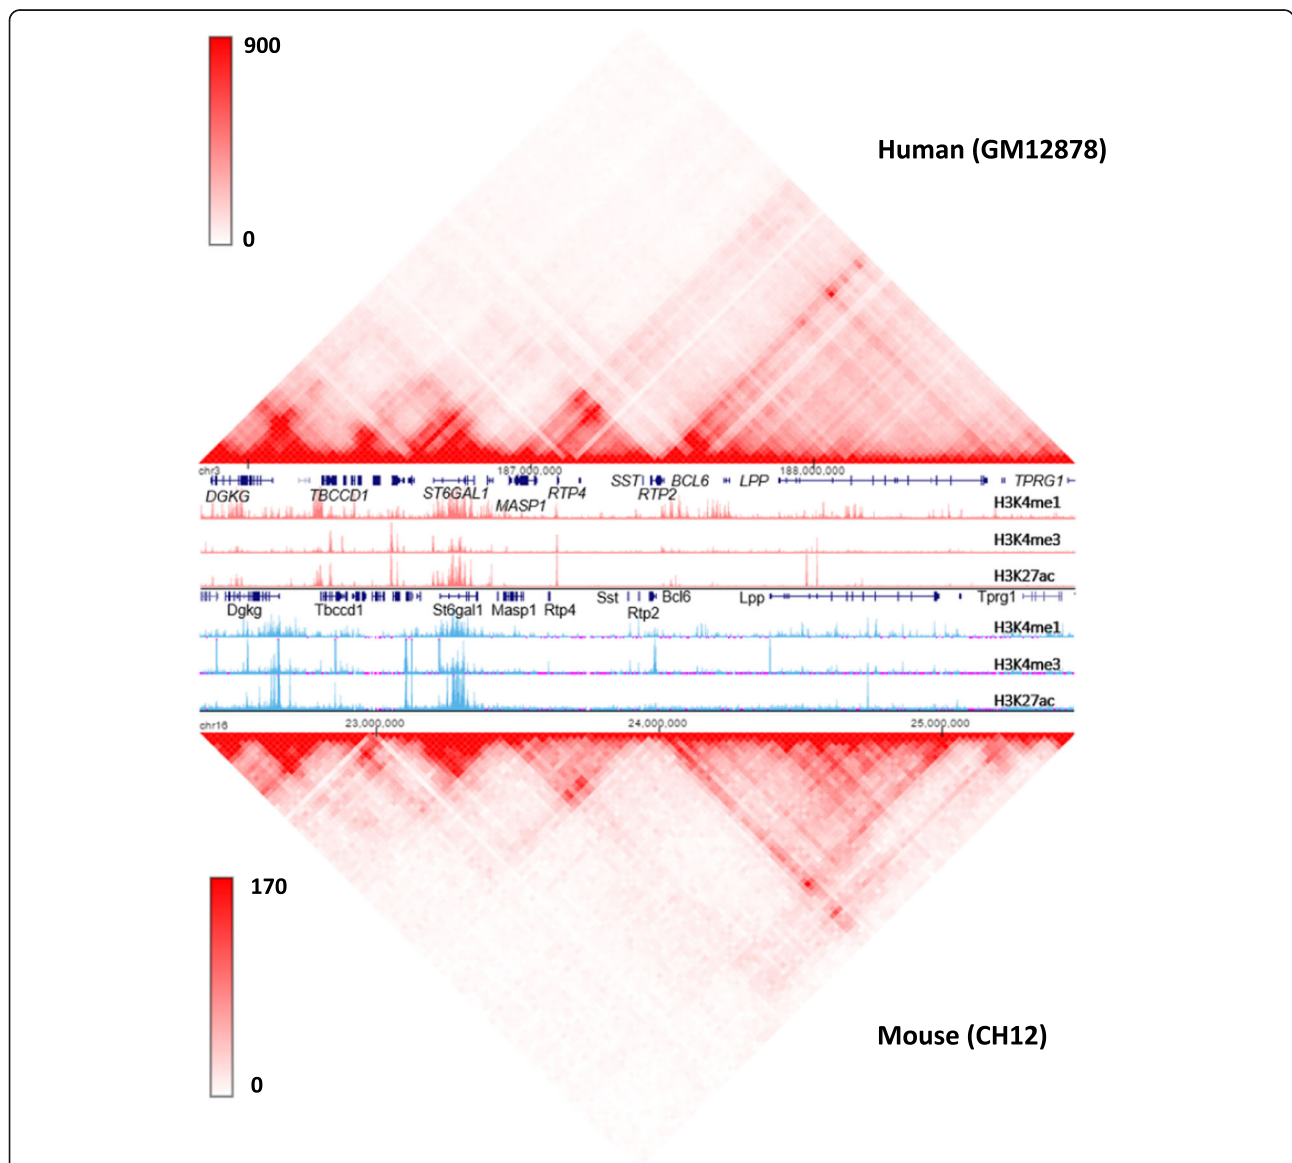 900
Human (GM12878)
0
chr3 187,000,000 188,000,000
SST BCL6 LPP TPRG1
DGKG TBCCD1 ST6GAL1 RTP4 RTP2
MASP1 H3K4me1
H3K4me3
H3K27ac
Sst Bcl6 Lpp Tprg1
Dgkg Tbccd1 St6gal1 Masp1 Rtp4 Rtp2
H3K4me1
H3K4me3
H3K27ac
chr16 23,000,000 24,000,000 25,000,000
170
Mouse (CH12)
0